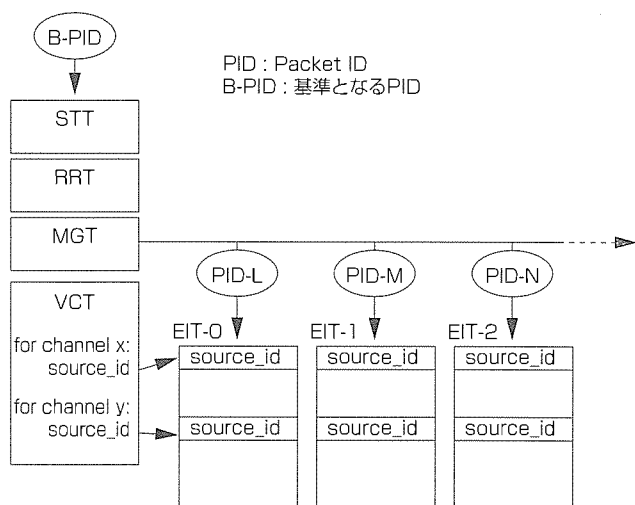 B-PID
PID : Packet ID
B-PID : 基準となるPID
STT
RRT
MGT
PID-L
PID-M
PID-N
VCT
EIT-0
EIT-1
EIT-2
for channel x:
source_id
source_id
source_id
source_id
for channel y:
source_id
source_id
source_id
source_id